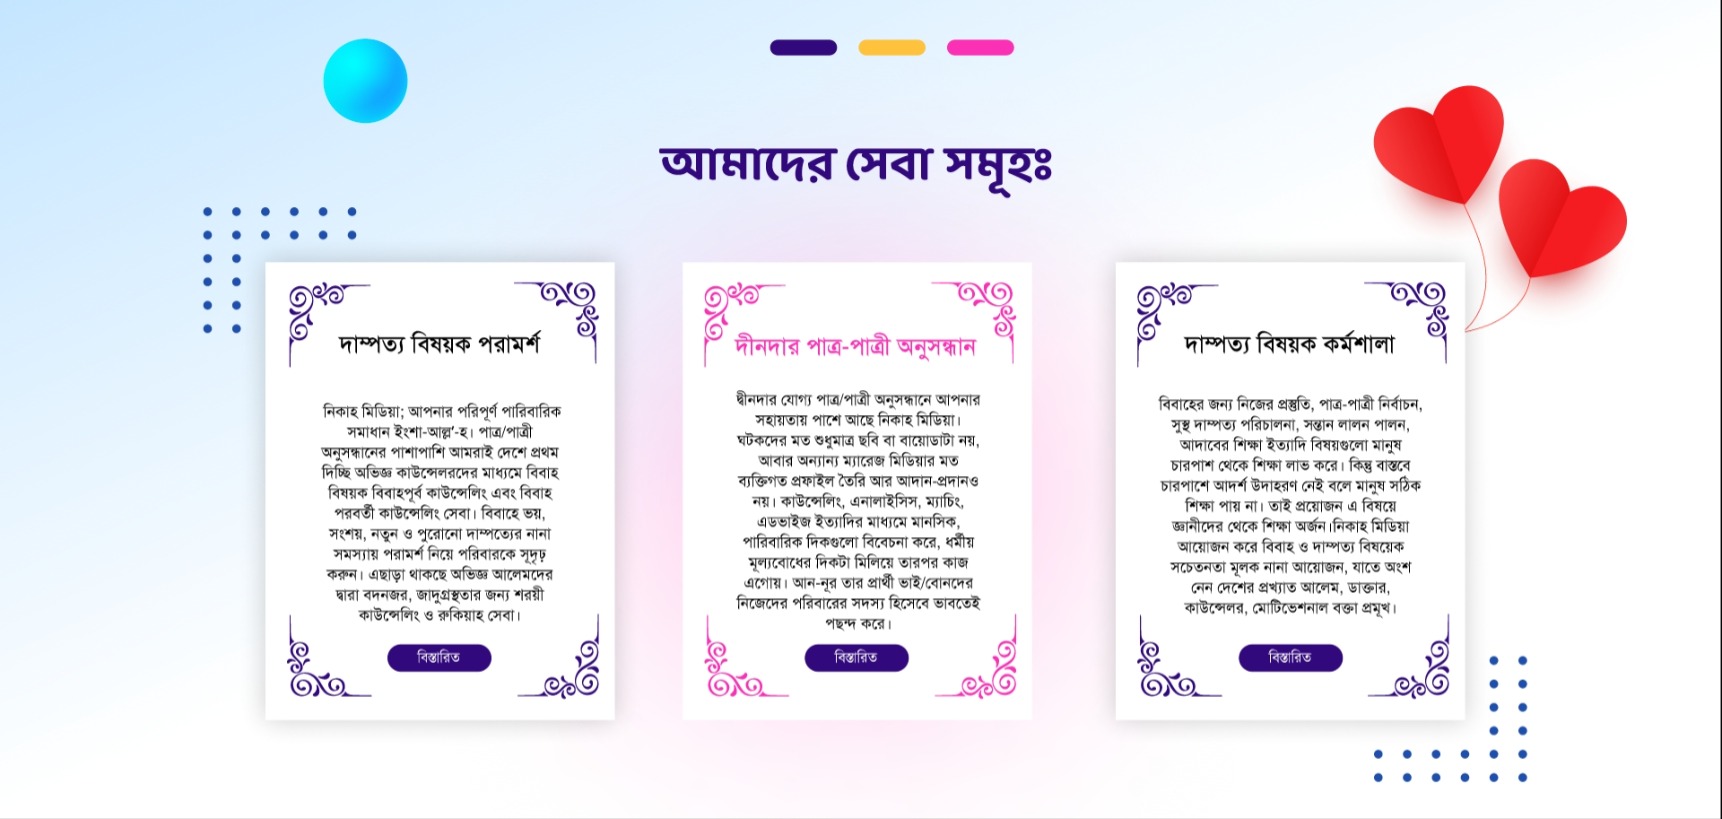 আমাদের সেবা সমূহঃ
দাম্পত্য বিষয়ক পরামর্শ
নিকাহ মিডিয়া; আপনার পরিপূর্ণ পারিবারিক
সমাধান ইংশা-আল্ল'-হ। পাত্র/পাত্রী
অনুসন্ধানের পাশাপাশি আমরাই দেশে প্রথম
দিচ্ছি অভিজ্ঞ কাউন্সেলরদের মাধ্যমে বিবাহ
বিষয়ক বিবাহপূর্ব কাউন্সেলিং এবং বিবাহ
পরবর্তী কাউন্সেলিং সেবা। বিবাহে ভয়,
সংশয়, নতুন ও পুরোনো দাম্পত্যের নানা
সমস্যায় পরামর্শ নিয়ে পরিবারকে সূদৃঢ়
করুন। এছাড়া থাকছে অভিজ্ঞ আলেমদের
দ্বারা বদনজর, জাদুগ্রস্থতার জন্য শরয়ী
কাউন্সেলিং ও রুকিয়াহ সেবা।
বিস্তারিত
দীনদার পাত্র-পাত্রী অনুসন্ধান
দ্বীনদার যোগ্য পাত্র/পাত্রী অনুসন্ধানে আপনার
সহায়তায় পাশে আছে নিকাহ মিডিয়া।
ঘটকদের মত শুধুমাত্র ছবি বা বায়োডাটা নয়,
আবার অন্যান্য ম্যারেজ মিডিয়ার মত
ব্যক্তিগত প্রফাইল তৈরি আর আদান-প্রদানও
নয়। কাউন্সেলিং, এনালাইসিস, ম্যাচিং,
এডভাইজ ইত্যাদির মাধ্যমে মানসিক,
পারিবারিক দিকগুলো বিবেচনা করে, ধর্মীয়
মূল্যবোধের দিকটা মিলিয়ে তারপর কাজ
এগোয়। আন-নূর তার প্রার্থী ভাই/বোনদের
নিজেদের পরিবারের সদস্য হিসেবে ভাবতেই
পছন্দ করে।
বিস্তারিত
দাম্পত্য বিষয়ক কর্মশালা
বিবাহের জন্য নিজের প্রস্তুতি, পাত্র-পাত্রী নির্বাচন,
সুস্থ দাম্পত্য পরিচালনা, সন্তান লালন পালন,
আদাবের শিক্ষা ইত্যাদি বিষয়গুলো মানুষ
চারপাশ থেকে শিক্ষা লাভ করে। কিন্তু বাস্তবে
চারপাশে আদর্শ উদাহরণ নেই বলে মানুষ সঠিক
শিক্ষা পায় না। তাই প্রয়োজন এ বিষয়ে
জ্ঞানীদের থেকে শিক্ষা অর্জন।নিকাহ মিডিয়া
আয়োজন করে বিবাহ ও দাম্পত্য বিষয়েক
সচেতনতা মূলক নানা আয়োজন, যাতে অংশ
নেন দেশের প্রখ্যাত আলেম, ডাক্তার,
কাউন্সেলর, মোটিভেশনাল বক্তা প্রমূখ।
বিস্তারিত